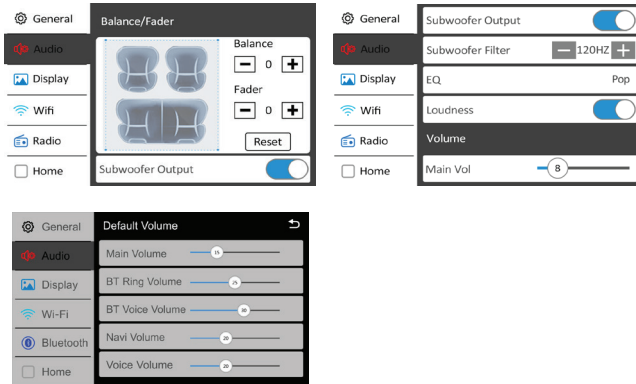 General
Audio
Display
Wifi
Radio
Home
Balance/Fader
Balance
0
Fader
0
Reset
Subwoofer Output
General
Audio
Display
Wifi
Radio
Home
Subwoofer Output
Subwoofer Filter 120HZ
EQ Pop
Loudness
Volume
Main Vol 8
General
Audio
Display
Wi-Fi
Bluetooth
Home
Default Volume
Main Volume 15
BT Ring Volume 25
BT Voice Volume 30
Navi Volume 20
Voice Volume 20